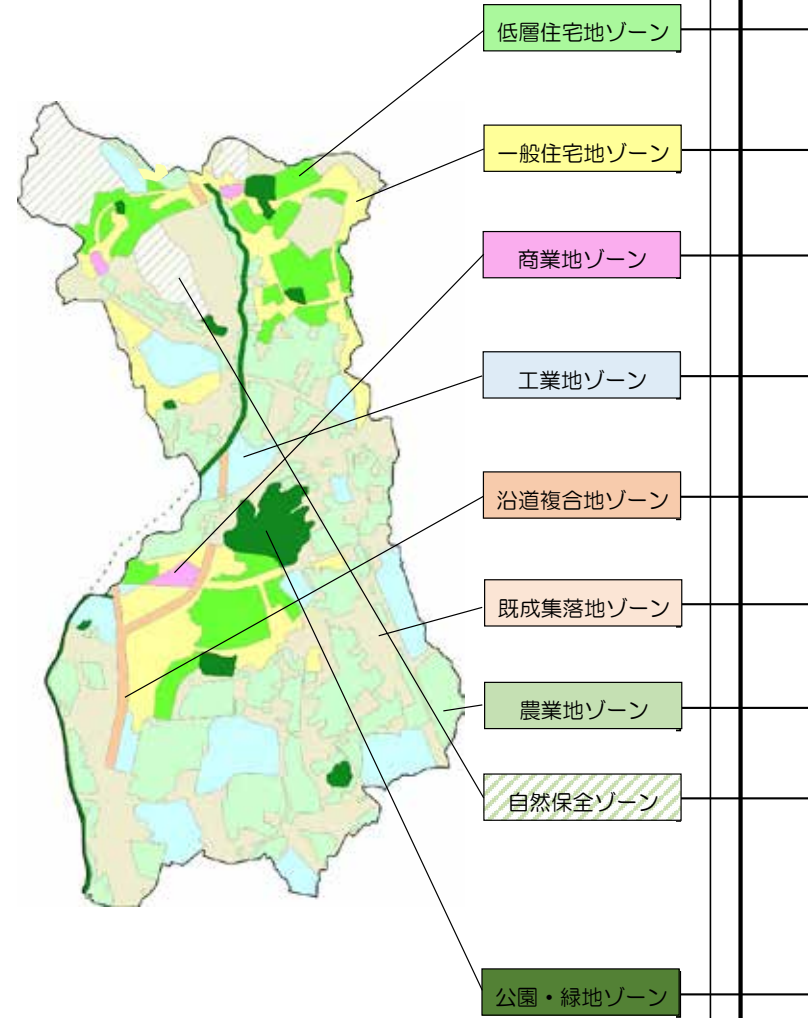 低層住宅地ゾーン
一般住宅地ゾーン
商業地ゾーン
工業地ゾーン
沿道複合地ゾーン
既成集落地ゾーン
農業地ゾーン
自然保全ゾーン
公園・緑地ゾーン